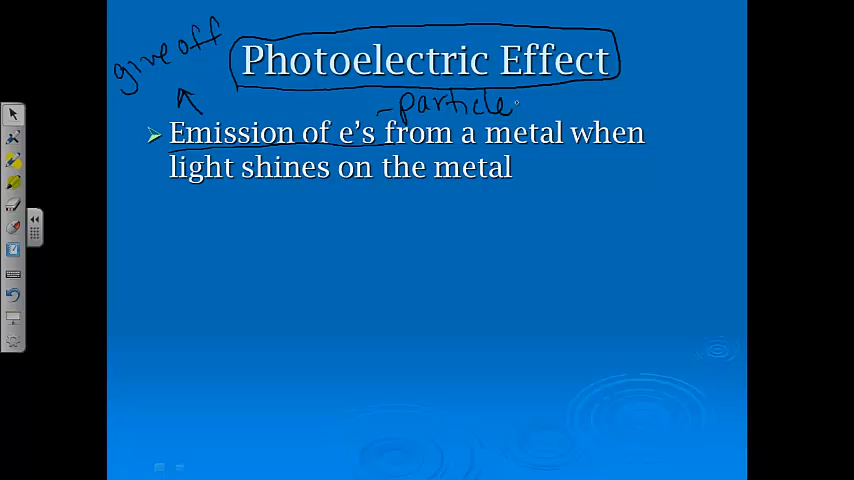 give off
Photoelectric Effect
- particle
Emission of e's from a metal when
light shines on the metal